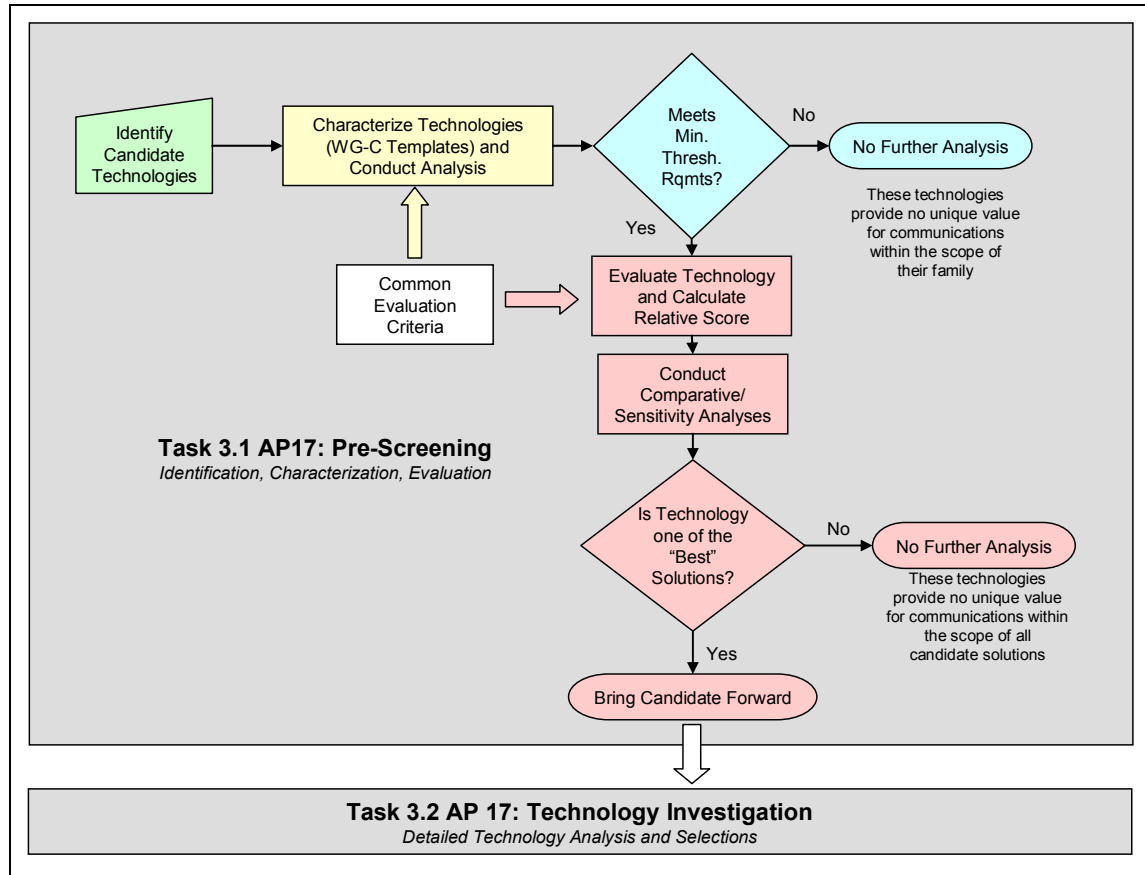 Identify
Candidate
Technologies
Characterize Technologies
(WG-C Templates) and
Conduct Analysis
Meets
Min.
Thresh.
Rqmts?
No
No Further Analysis
These technologies
provide no unique value
for communications
within the scope of
their family
Yes
Common
Evaluation
Criteria
Evaluate Technology
and Calculate
Relative Score
Conduct
Comparative/
Sensitivity Analyses
Task 3.1 AP17: Pre-Screening
Identification, Characterization, Evaluation
Is Technology
one of the
“Best”
Solutions?
No
No Further Analysis
These technologies
provide no unique value
for communications within
the scope of all
candidate solutions
Yes
Bring Candidate Forward
Task 3.2 AP 17: Technology Investigation
Detailed Technology Analysis and Selections